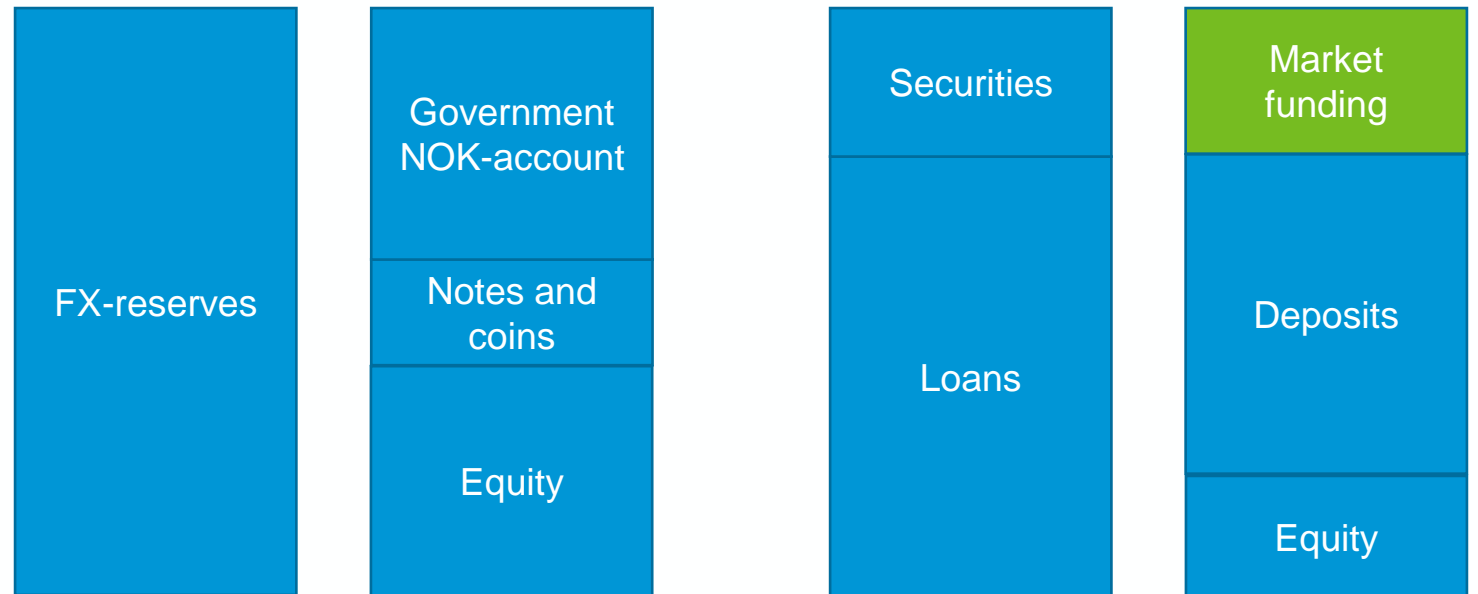 FX-reserves
Government
NOK-account
Notes and
coins
Equity
Securities
Loans
Market
funding
Deposits
Equity